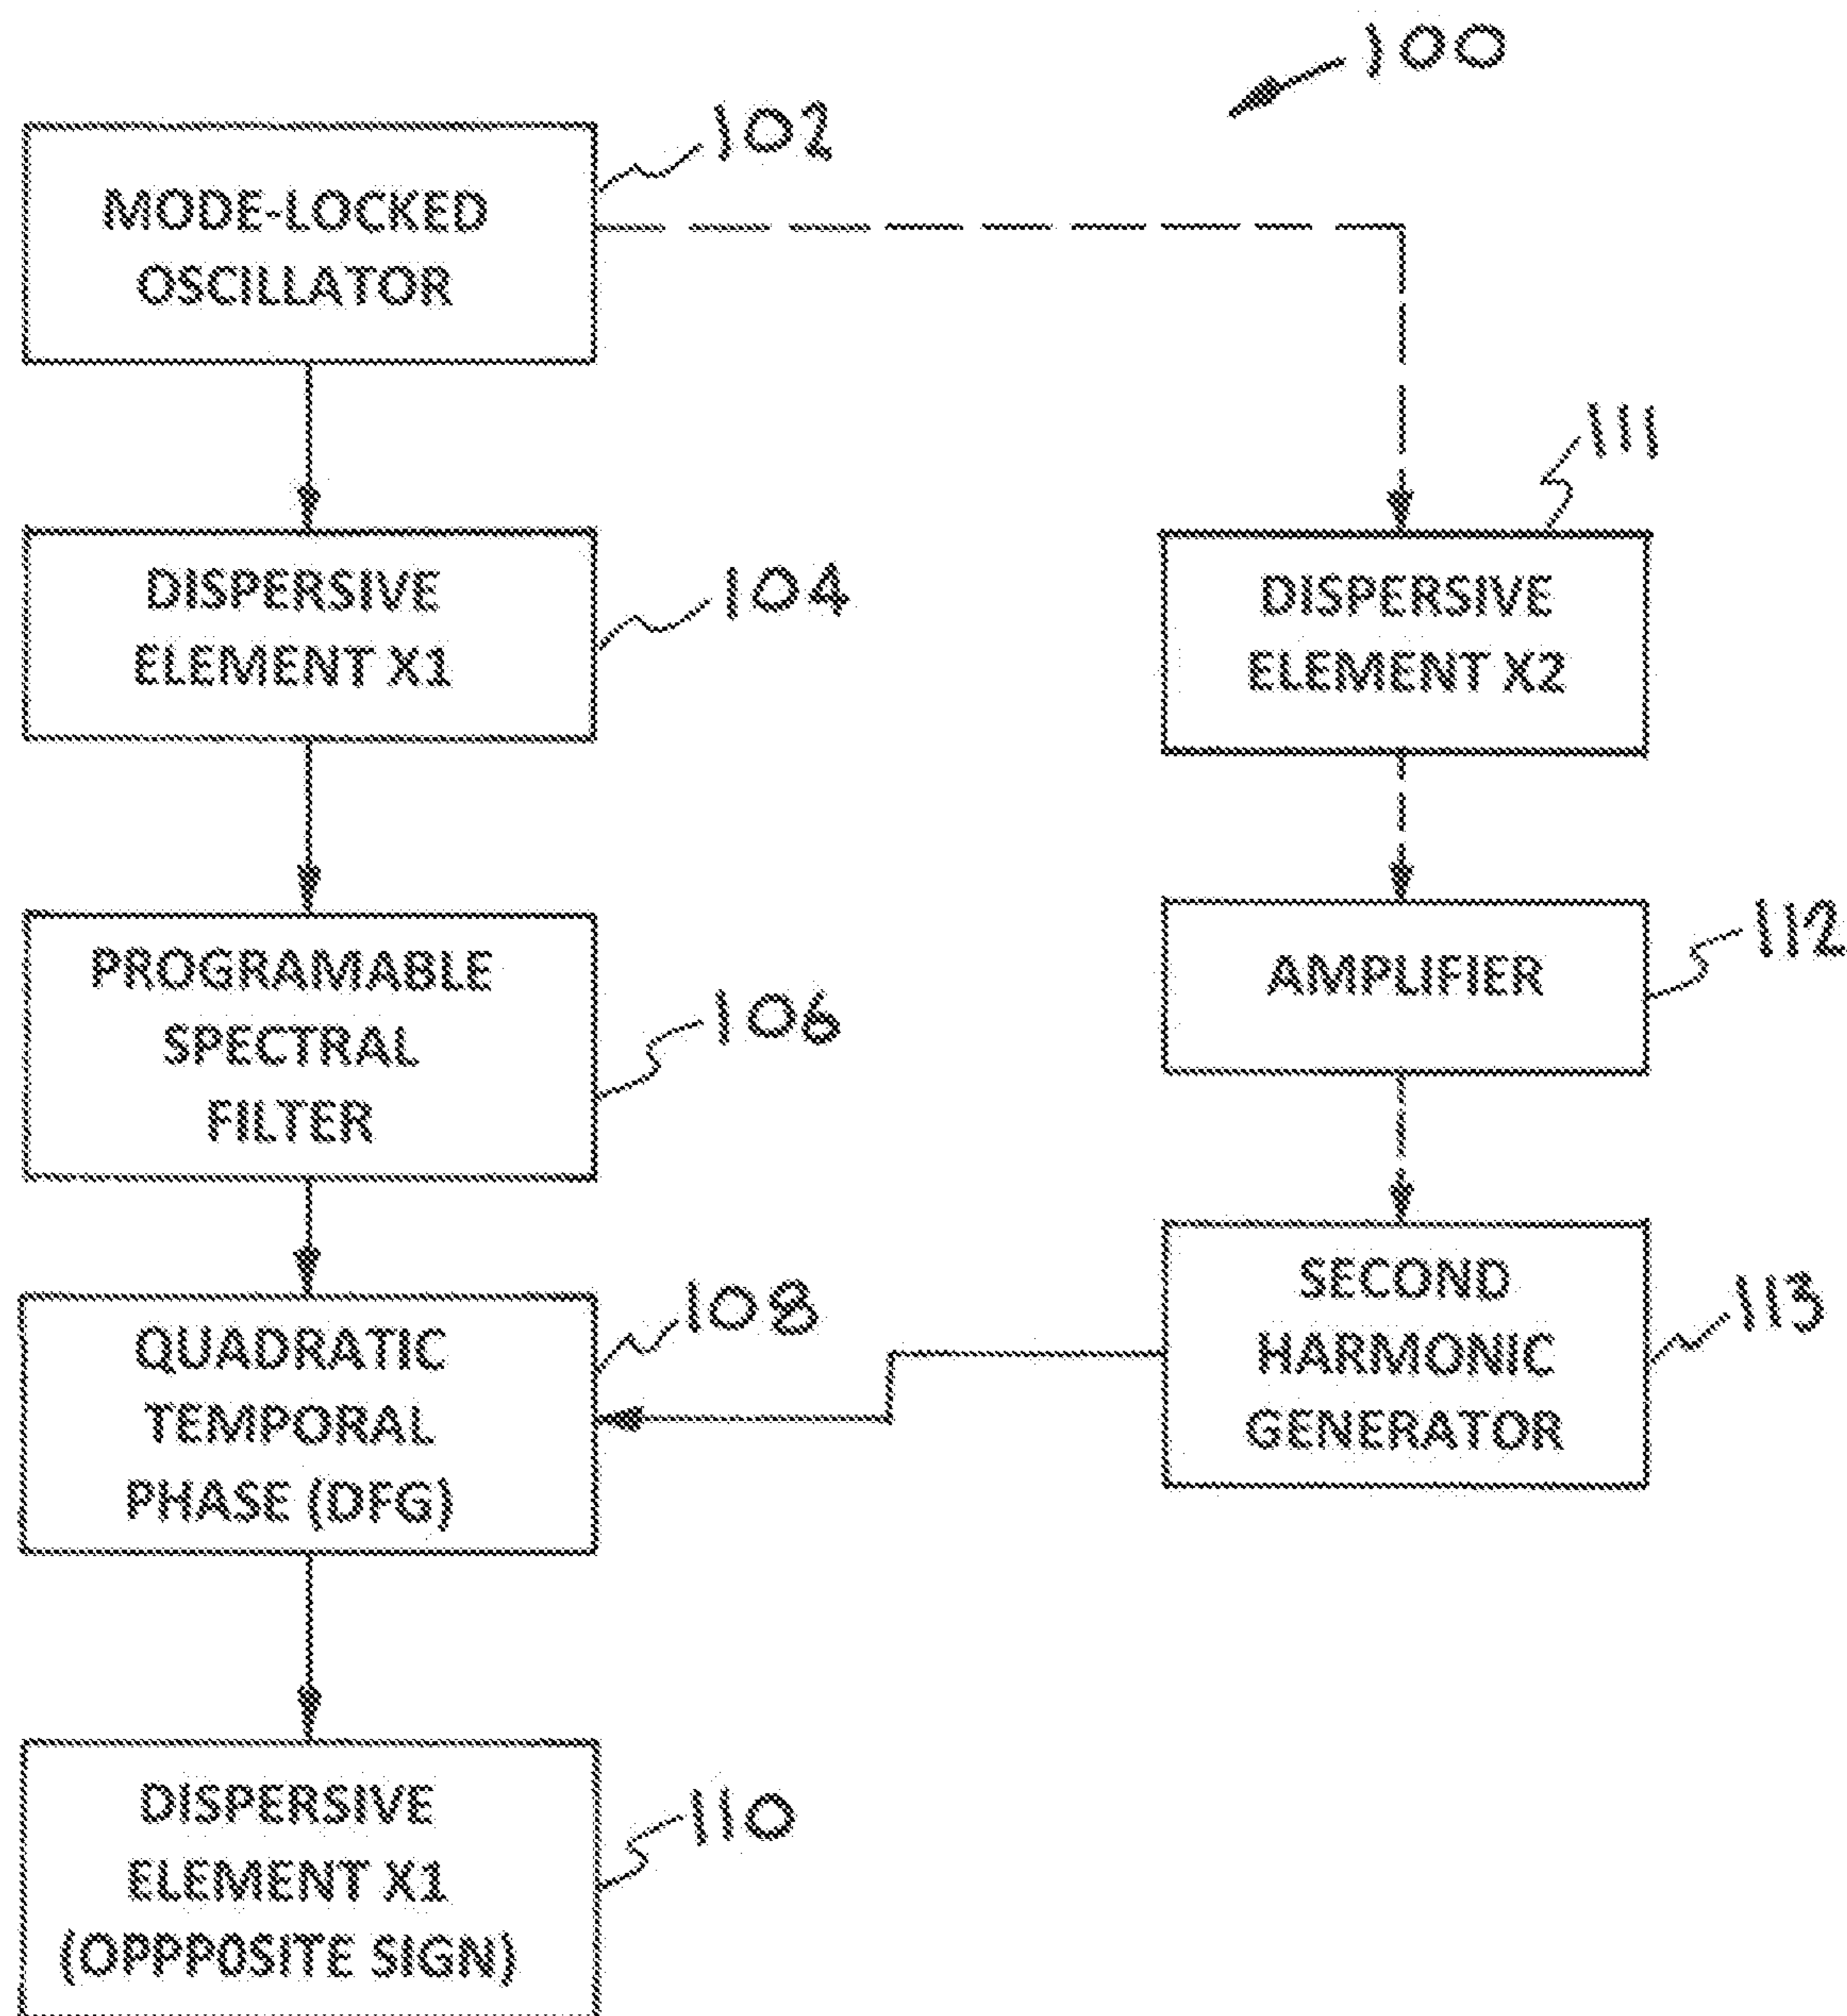 100
102
MODE-LOCKED
OSCILLATOR
111
DISPERSIVE
ELEMENT X1
104
DISPERSIVE
ELEMENT X2
PROGRAMABLE
SPECTRAL
FILTER
106
AMPLIFIER
112
QUADRATIC
TEMPORAL
PHASE (DFG)
108
SECOND
HARMONIC
GENERATOR
113
DISPERSIVE
ELEMENT X1
(OPPP0SITE SIGN)
110